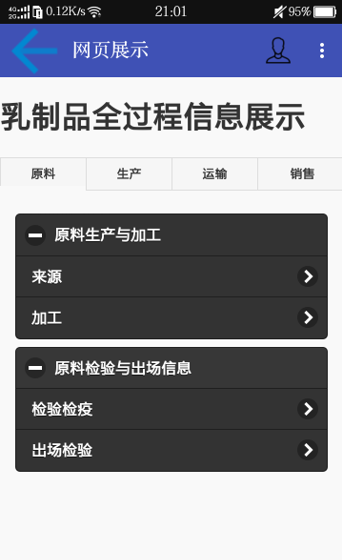 4G 2G 0.12K/s 21:01 95%
网页展示
乳制品全过程信息展示
原料 生产 运输 销售
原料生产与加工
来源
加工
原料检验与出场信息
检验检疫
出场检验